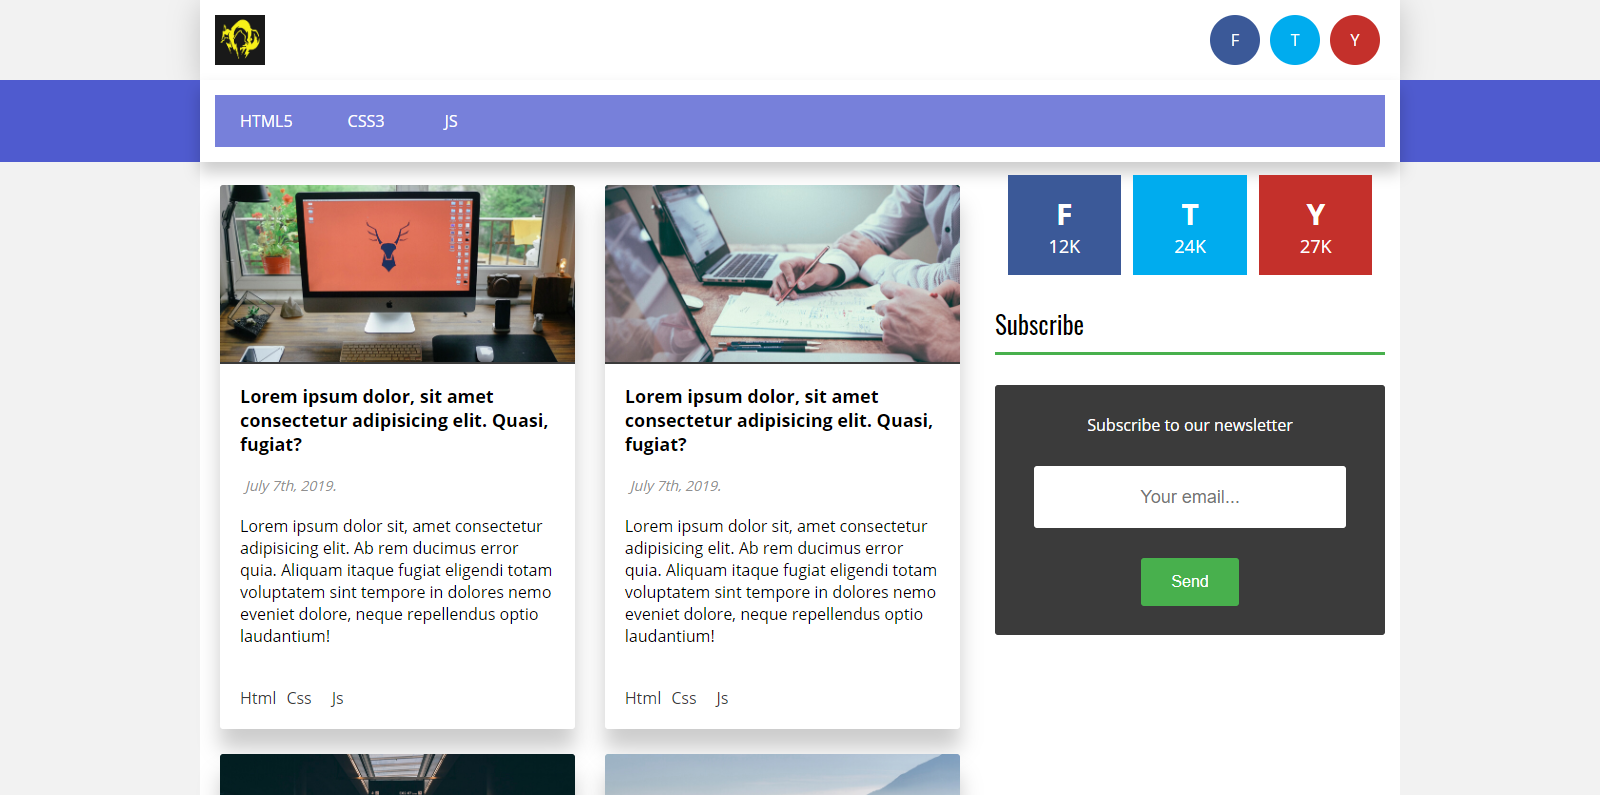 F T Y
HTML5 CSS3 JS
F T Y
12K 24K 27K
Subscribe
Subscribe to our newsletter
Your email...
Send
Lorem ipsum dolor, sit amet
consectetur adipisicing elit. Quasi,
fugiat?
July 7th, 2019.
Lorem ipsum dolor sit, amet consectetur
adipisicing elit. Ab rem ducimus error
quia. Aliquam itaque fugiat eligendi totam
voluptatem sint tempore in dolores nemo
eveniet dolore, neque repellendus optio
laudantium!
Html Css Js
Lorem ipsum dolor, sit amet
consectetur adipisicing elit. Quasi,
fugiat?
July 7th, 2019.
Lorem ipsum dolor sit, amet consectetur
adipisicing elit. Ab rem ducimus error
quia. Aliquam itaque fugiat eligendi totam
voluptatem sint tempore in dolores nemo
eveniet dolore, neque repellendus optio
laudantium!
Html Css Js